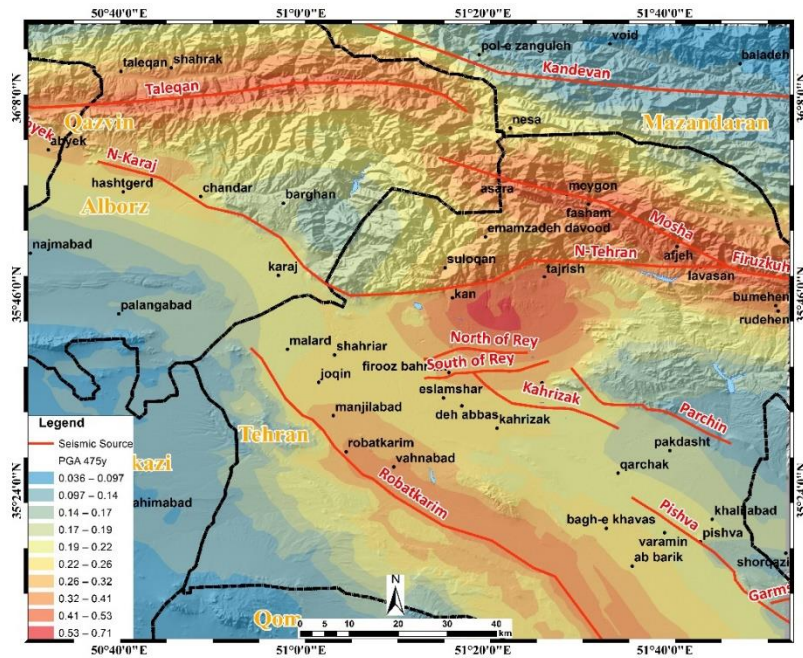 50°40'0"E
51°0'0"E
51°20'0"E
51°40'0"E
36°8'0"N
35°46'0"N
35°24'0"N
36°8'0"N
35°46'0"N
35°24'0"N
void
pol-e zanguleh
baladeh
taleqan
shahrak
Kandevan
Taleqan
Qazvin
nesa
Mazandaran
abyek
N-Karaj
hashtgerd
chandar
barghan
asara
meygon
fasham
Alborz
Mosha
emamzadeh davood
N-Tehran
najmabad
afjeh
Firuzkuh
suloqan
tajrish
lavasan
karaj
kan
bumehen
palangabad
rudehen
North of Rey
malard
shahriar
firooz bahram
South of Rey
joqin
eslamshar
Kahrizak
manjilabad
deh abbas
Parchin
kahrizak
Tehran
robatkarim
pakdasht
vahnabad
qarchak
Robatkarim
Pishva
khalilabad
bagh-e khavas
varamin
pishva
ab barik
shorqazi
Garms
Qom
kazi
ahimabad
Legend
Seismic Source
PGA 475y
0.036 – 0.097
0.097 – 0.14
0.14 – 0.17
0.17 – 0.19
0.19 – 0.22
0.22 – 0.26
0.26 – 0.32
0.32 – 0.41
0.41 – 0.53
0.53 – 0.71
N
0 10 20 30 40
km
50°40'0"E
51°0'0"E
51°20'0"E
51°40'0"E